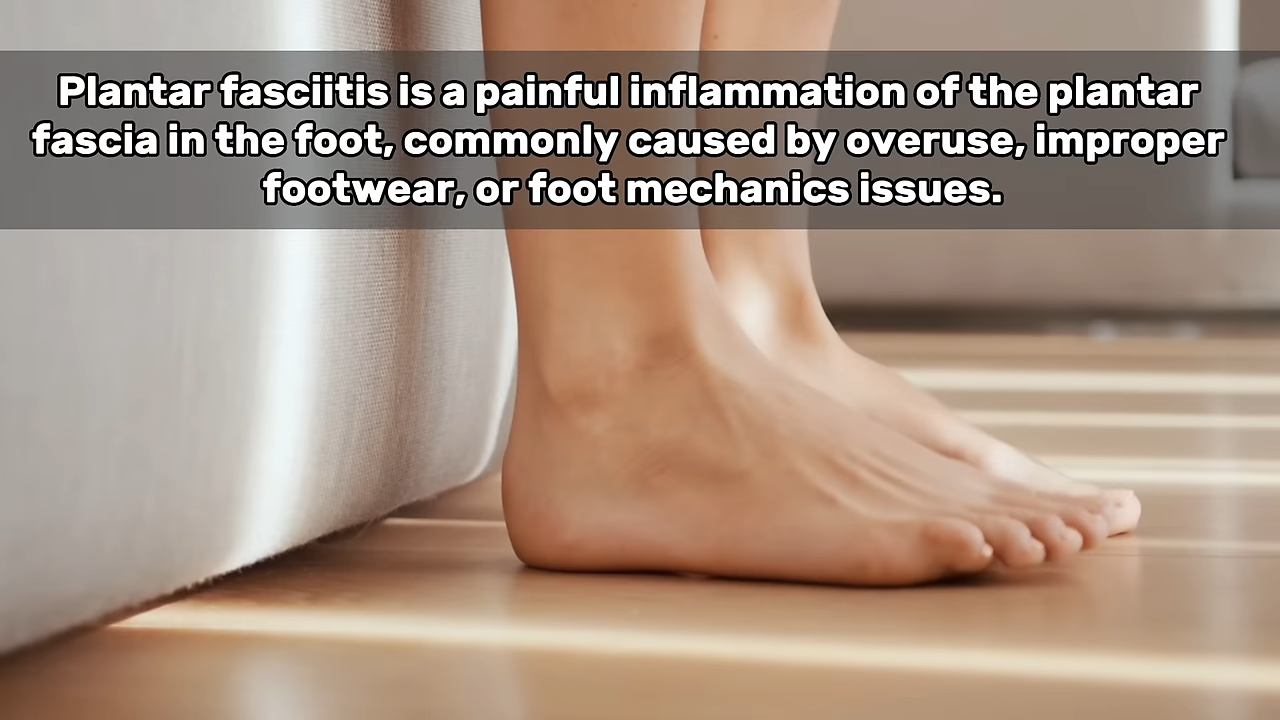 Plantar fasciitis is a painful inflammation of the plantar
fascia in the foot, commonly caused by overuse, improper
footwear, or foot mechanics issues.